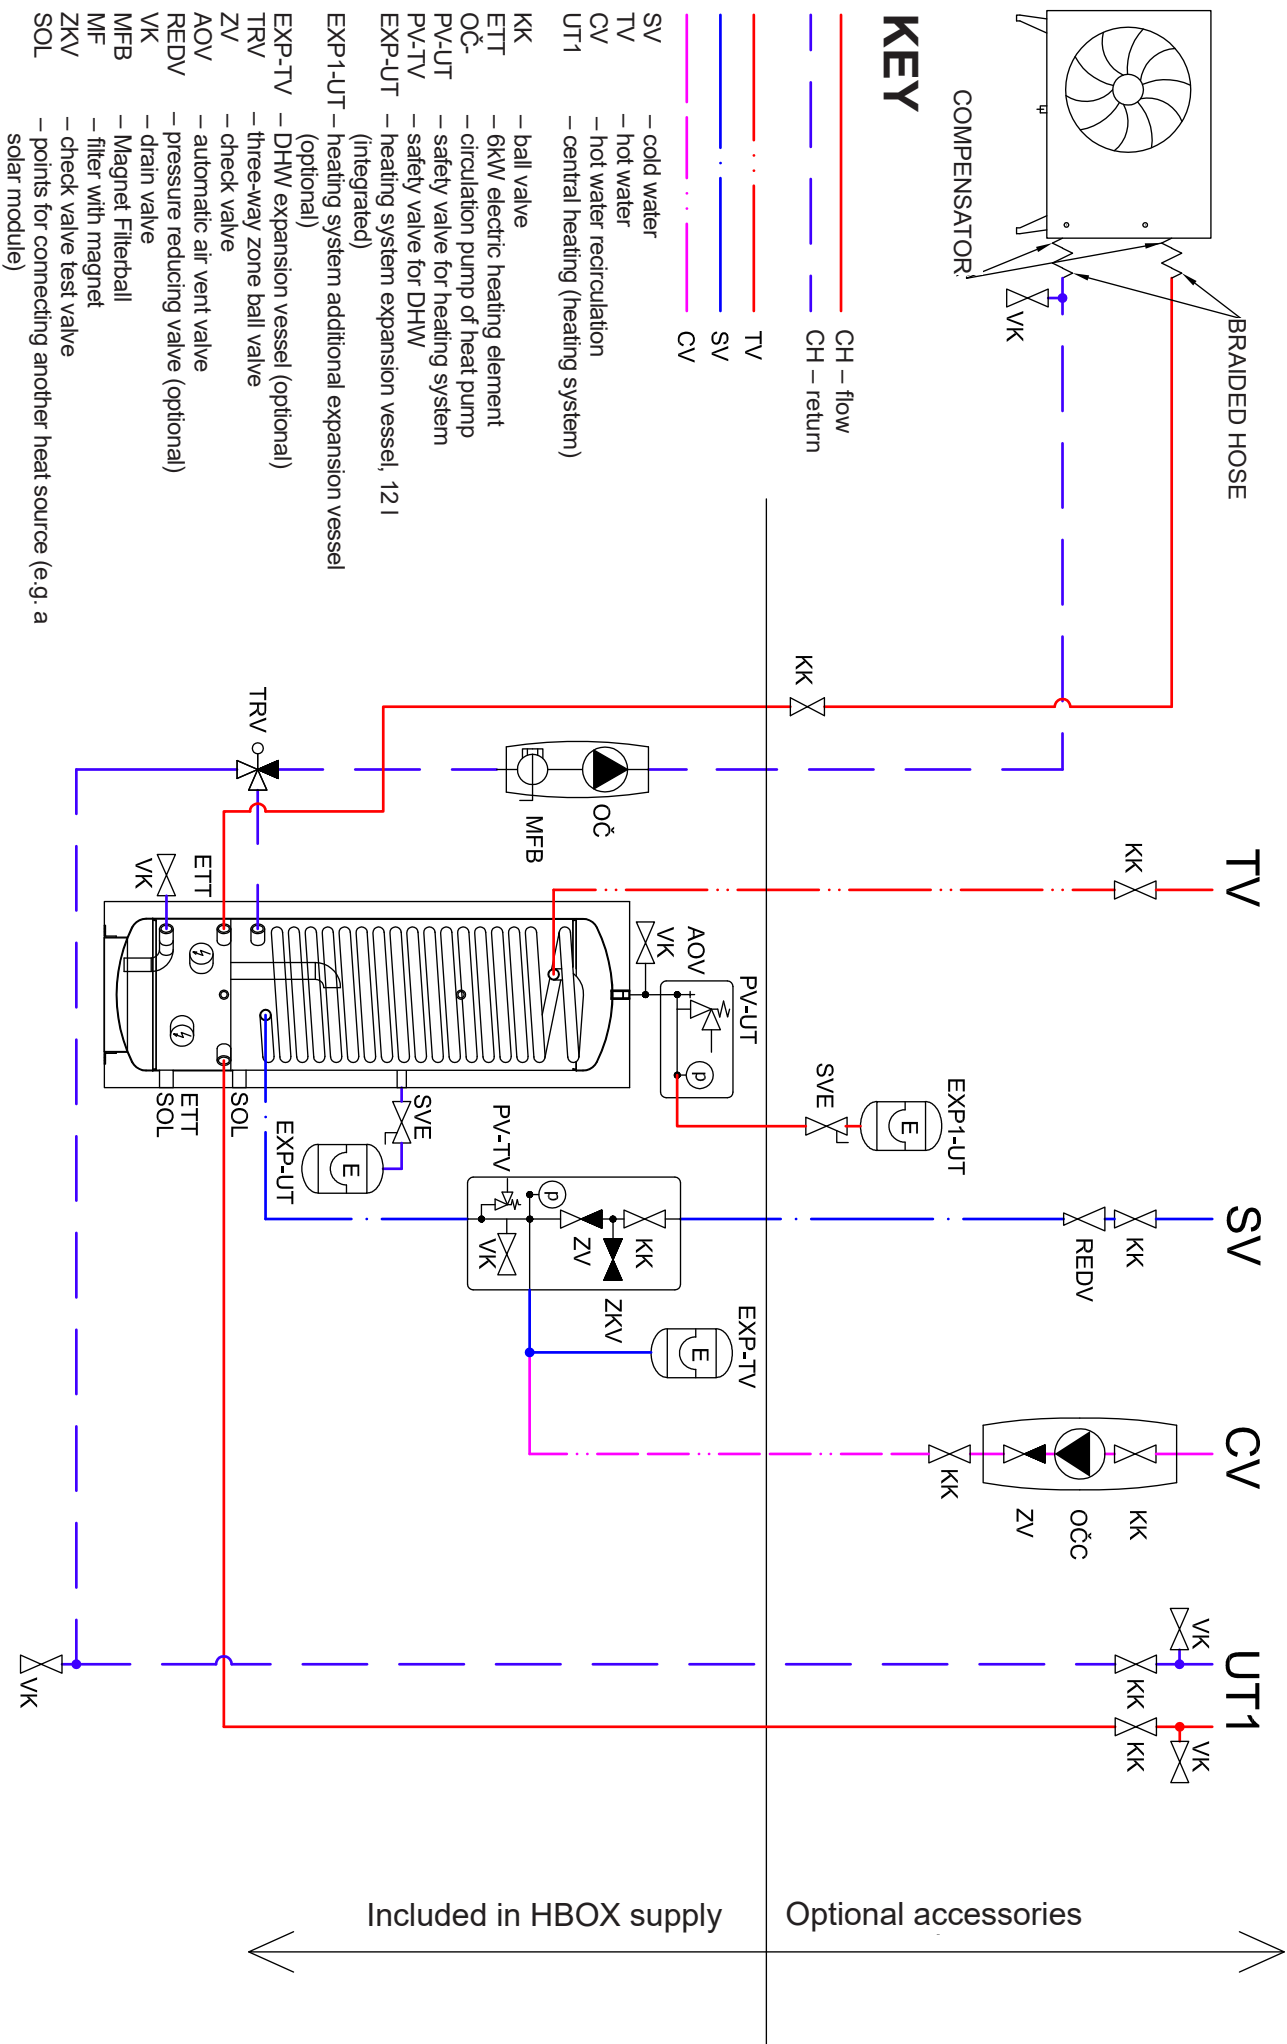 TV
SV
CV
UT1
KK
KK
REDV
KK
OČC
ZV
KK
VK
KK
KK
VK
BRAIDED HOSE
COMPENSATOR
VK
KEY
CH – flow
CH – return
TV
SV
CV
SV – cold water
TV – hot water
CV – hot water recirculation
UT1 – central heating (heating system)
KK – ball valve
ETT – 6kW electric heating element
OČ- – circulation pump of heat pump
PV-UT – safety valve for heating system
PV-TV – safety valve for DHW
EXP-UT – heating system expansion vessel, 12 l
(integrated)
EXP1-UT – heating system additional expansion vessel
(optional)
EXP-TV – DHW expansion vessel (optional)
TRV – three-way zone ball valve
ZV – check valve
AOV – automatic air vent valve
REDV – pressure reducing valve (optional)
VK – drain valve
MFB – Magnet Filterball
MF – filter with magnet
ZKV – check valve test valve
SOL – points for connecting another heat source (e.g. a
solar module)
KK
EXP1-UT
E
SVE
PV-UT
AOV
VK
p
EXP-TV
E
OČ
MFB
KK
ZKV
ZV
p
VK
PV-TV
SVE
EXP-UT
E
TRV
ETT
VK
SOL
ETT
SOL
VK
Optional accessories
Included in HBOX supply